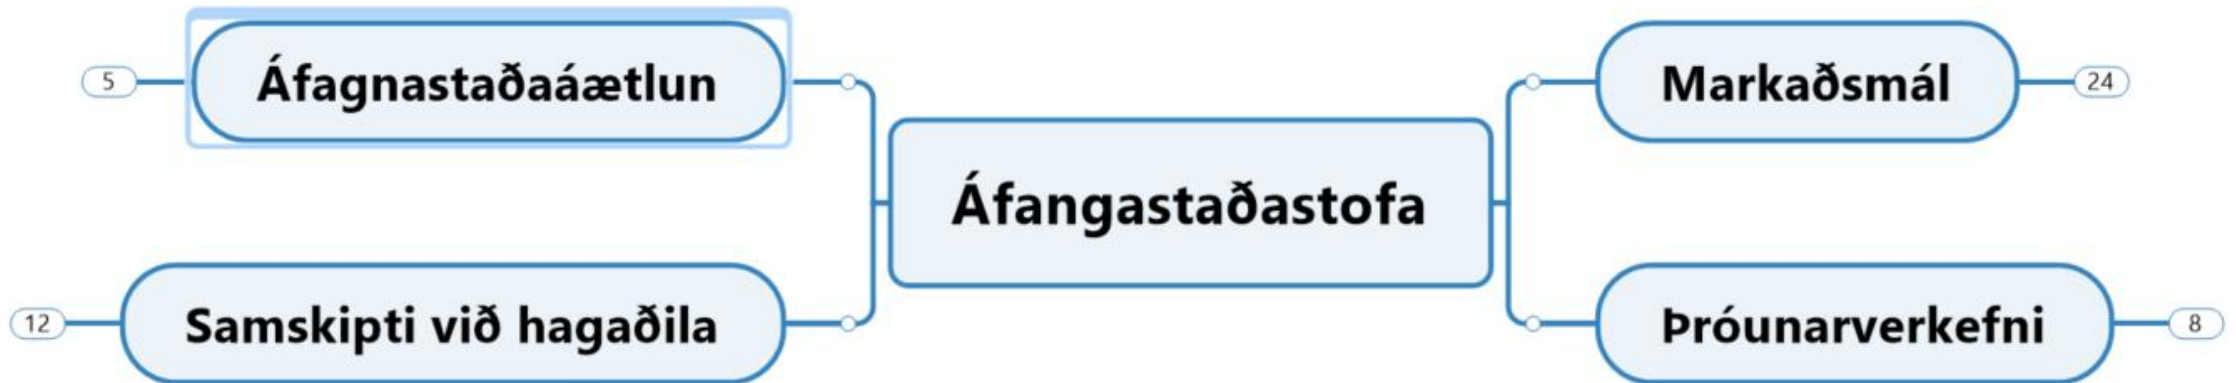 5
Áfagnastaðaáætlun
Markaðsmál
24
Áfangastaðastofa
12
Samskipti við hagaðila
Þróunarverkefni
8